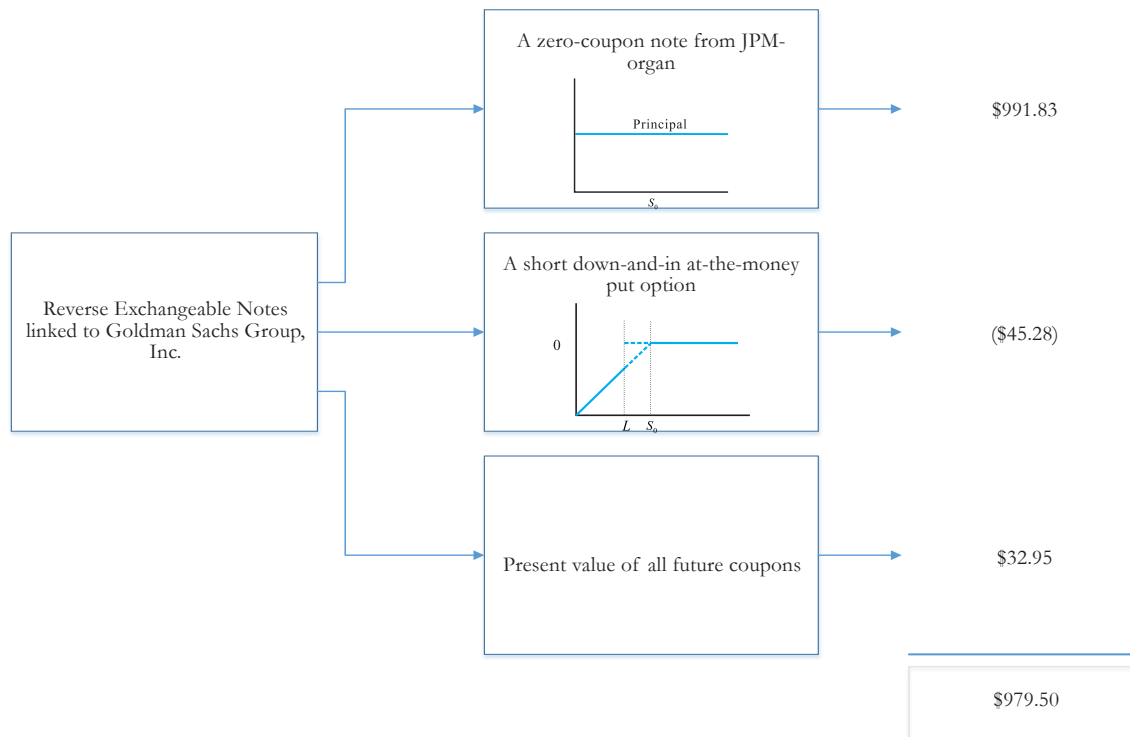 Reverse Exchangeable Notes
linked to Goldman Sachs Group,
Inc.
A zero-coupon note from JPM-
organ
Principal
S₀
$991.83
A short down-and-in at-the-money
put option
0
L S₀
($45.28)
Present value of all future coupons
$32.95
$979.50